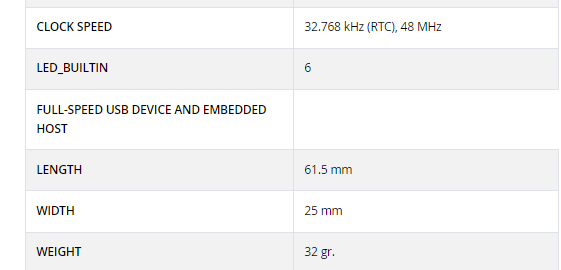 CLOCK SPEED 32.768 kHz (RTC), 48 MHz
LED_BUILTIN 6
FULL-SPEED USB DEVICE AND EMBEDDED
HOST
LENGTH 61.5 mm
WIDTH 25 mm
WEIGHT 32 gr.